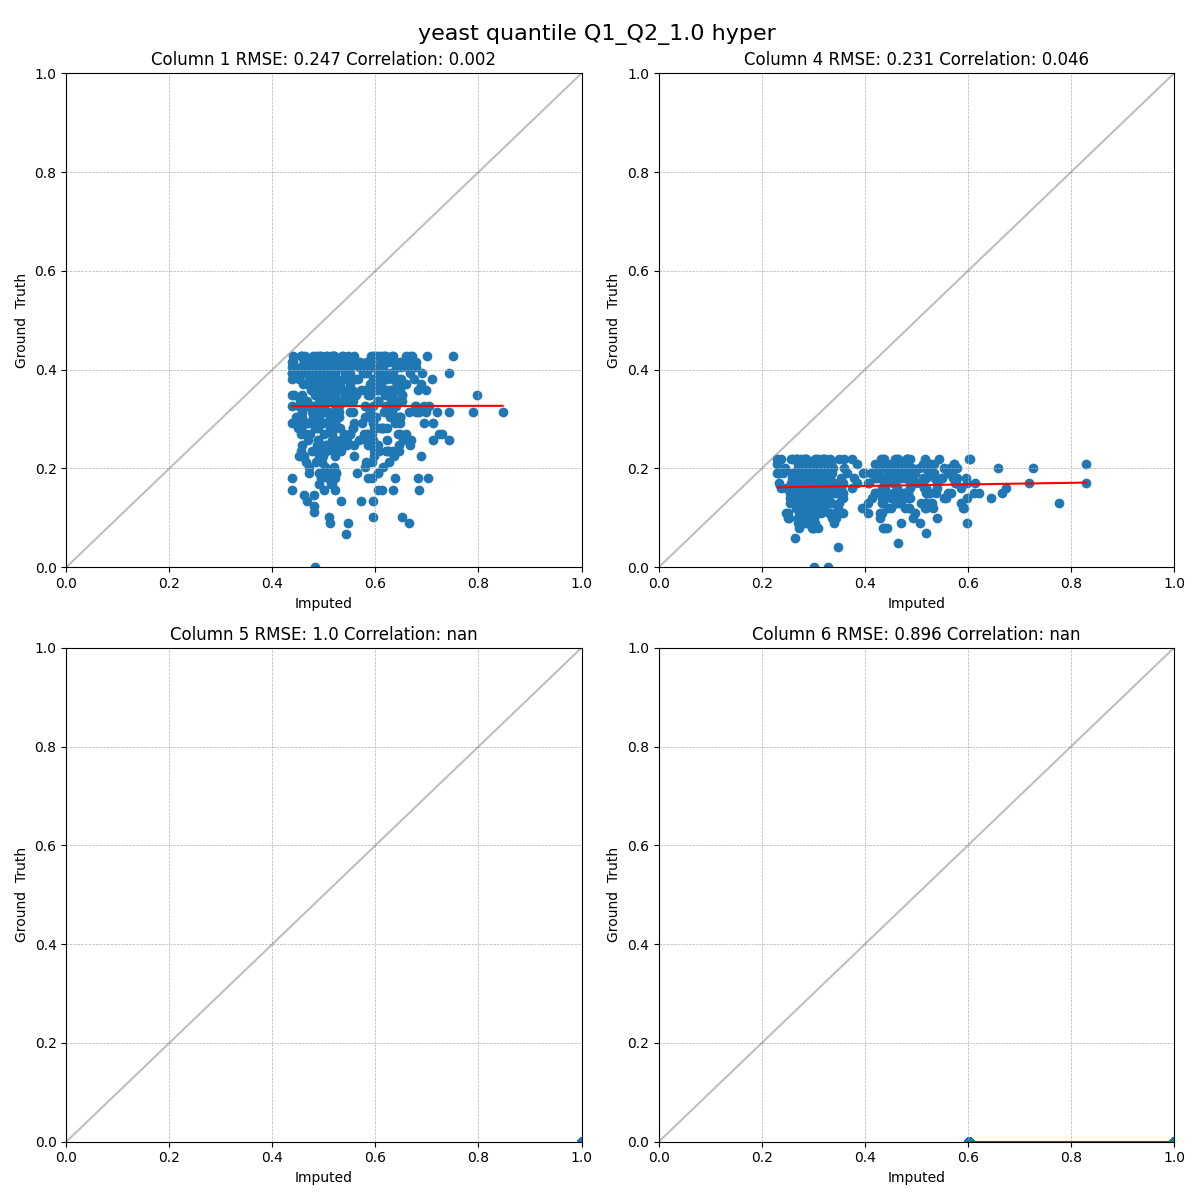 yeast quantile Q1_Q2_1.0 hyper
Column 1 RMSE: 0.247 Correlation: 0.002
1.0
0.8
0.6
0.4
0.2
0.0
Ground Truth
0.0 0.2 0.4 0.6 0.8 1.0
Imputed
Column 4 RMSE: 0.231 Correlation: 0.046
1.0
0.8
0.6
0.4
0.2
0.0
Ground Truth
0.0 0.2 0.4 0.6 0.8 1.0
Imputed
Column 5 RMSE: 1.0 Correlation: nan
1.0
0.8
0.6
0.4
0.2
0.0
Ground Truth
0.0 0.2 0.4 0.6 0.8 1.0
Imputed
Column 6 RMSE: 0.896 Correlation: nan
1.0
0.8
0.6
0.4
0.2
0.0
Ground Truth
0.0 0.2 0.4 0.6 0.8 1.0
Imputed